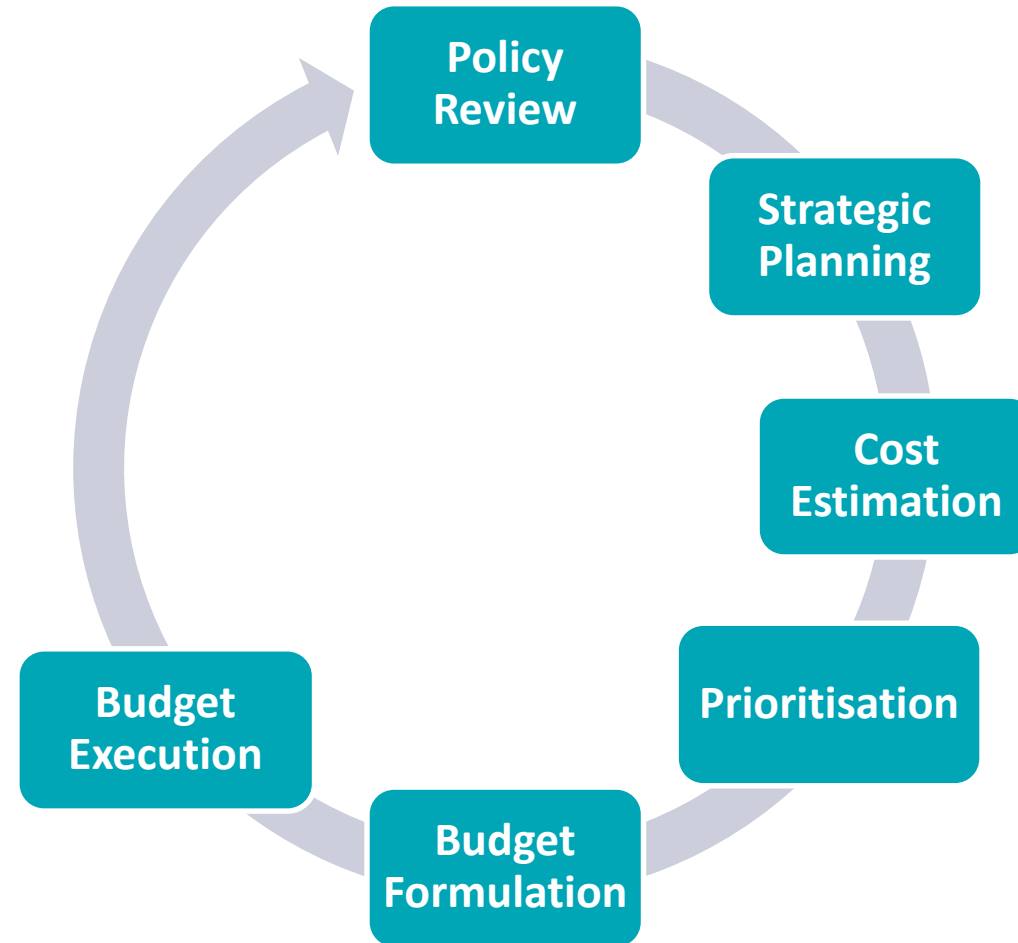 Policy
Review
Strategic
Planning
Cost
Estimation
Prioritisation
Budget
Formulation
Budget
Execution